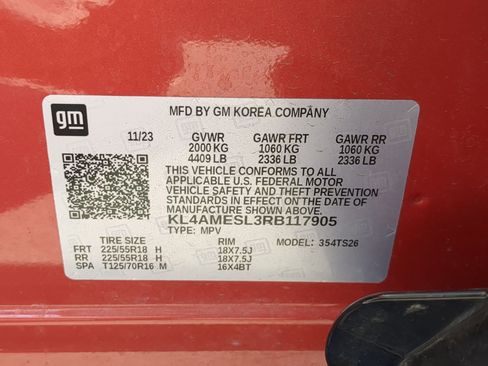 gm
MFD BY GM KOREA COMPANY
11/23 GVWR GAWR FRT GAWR RR
2000 KG 1060 KG 1060 KG
4409 LB 2336 LB 2336 LB
THIS VEHICLE CONFORMS TO ALL
APPLICABLE U.S. FEDERAL MOTOR
VEHICLE SAFETY AND THEFT PREVENTION
STANDARDS IN EFFECT ON THE DATE OF
MANUFACTURE SHOWN ABOVE.
KL4AMESL3RB117905
TYPE: MPV
TIRE SIZE RIM MODEL: 354TS26
FRT 225/55R18 H 18X7.5J
RR 225/55R18 H 18X7.5J
SPA T125/70R16 M 16X4BT